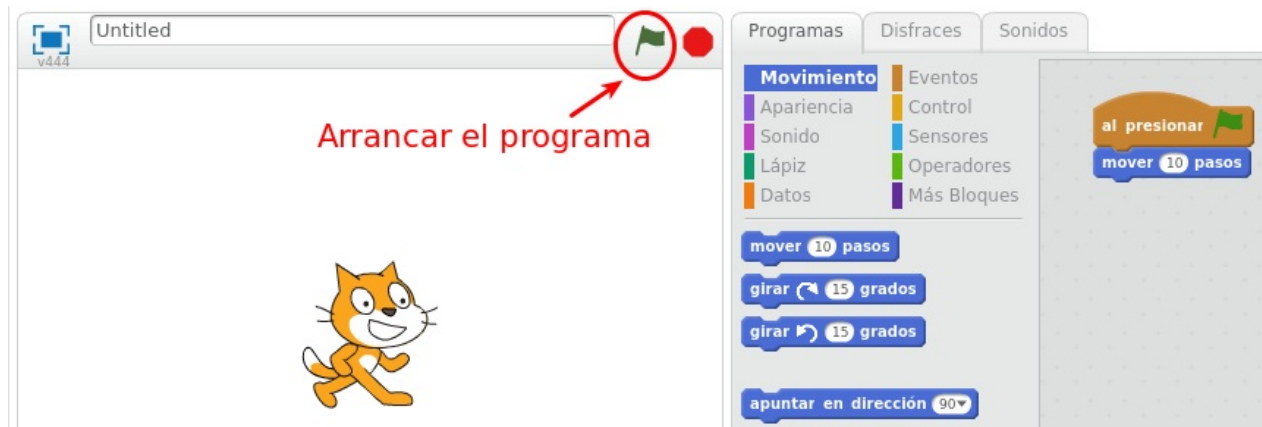 Untitled
v444
Arrancar el programa
Programas
Disfraces
Sonidos
Movimiento
Eventos
Apariencia
Control
Sonido
Sensores
Lápiz
Operadores
Datos
Más Bloques
mover 10 pasos
girar 15 grados
girar 15 grados
apuntar en dirección 90
al presionar
mover 10 pasos